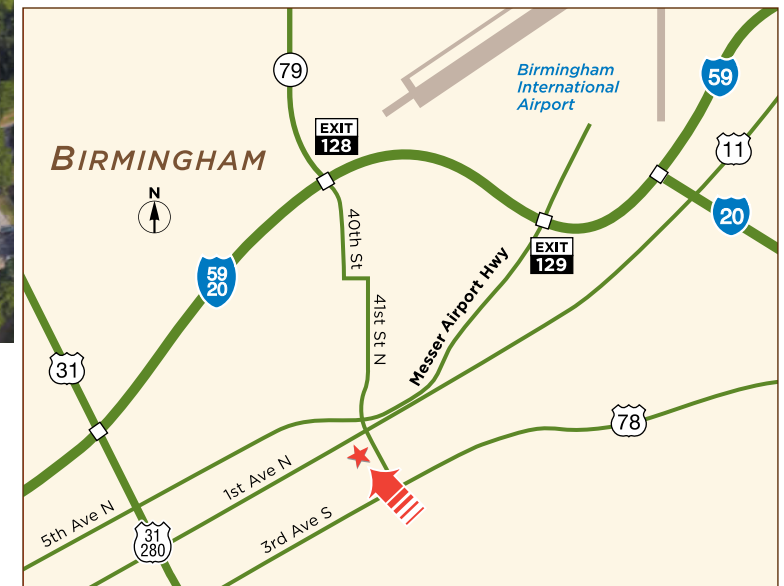 79
Birmingham
International
Airport
59
EXIT
128
11
BIRMINGHAM
N
20
40th St
EXIT
129
59
20
Messer Airport Hwy
41st St N
31
78
1st Ave N
5th Ave N
3rd Ave S
31
280